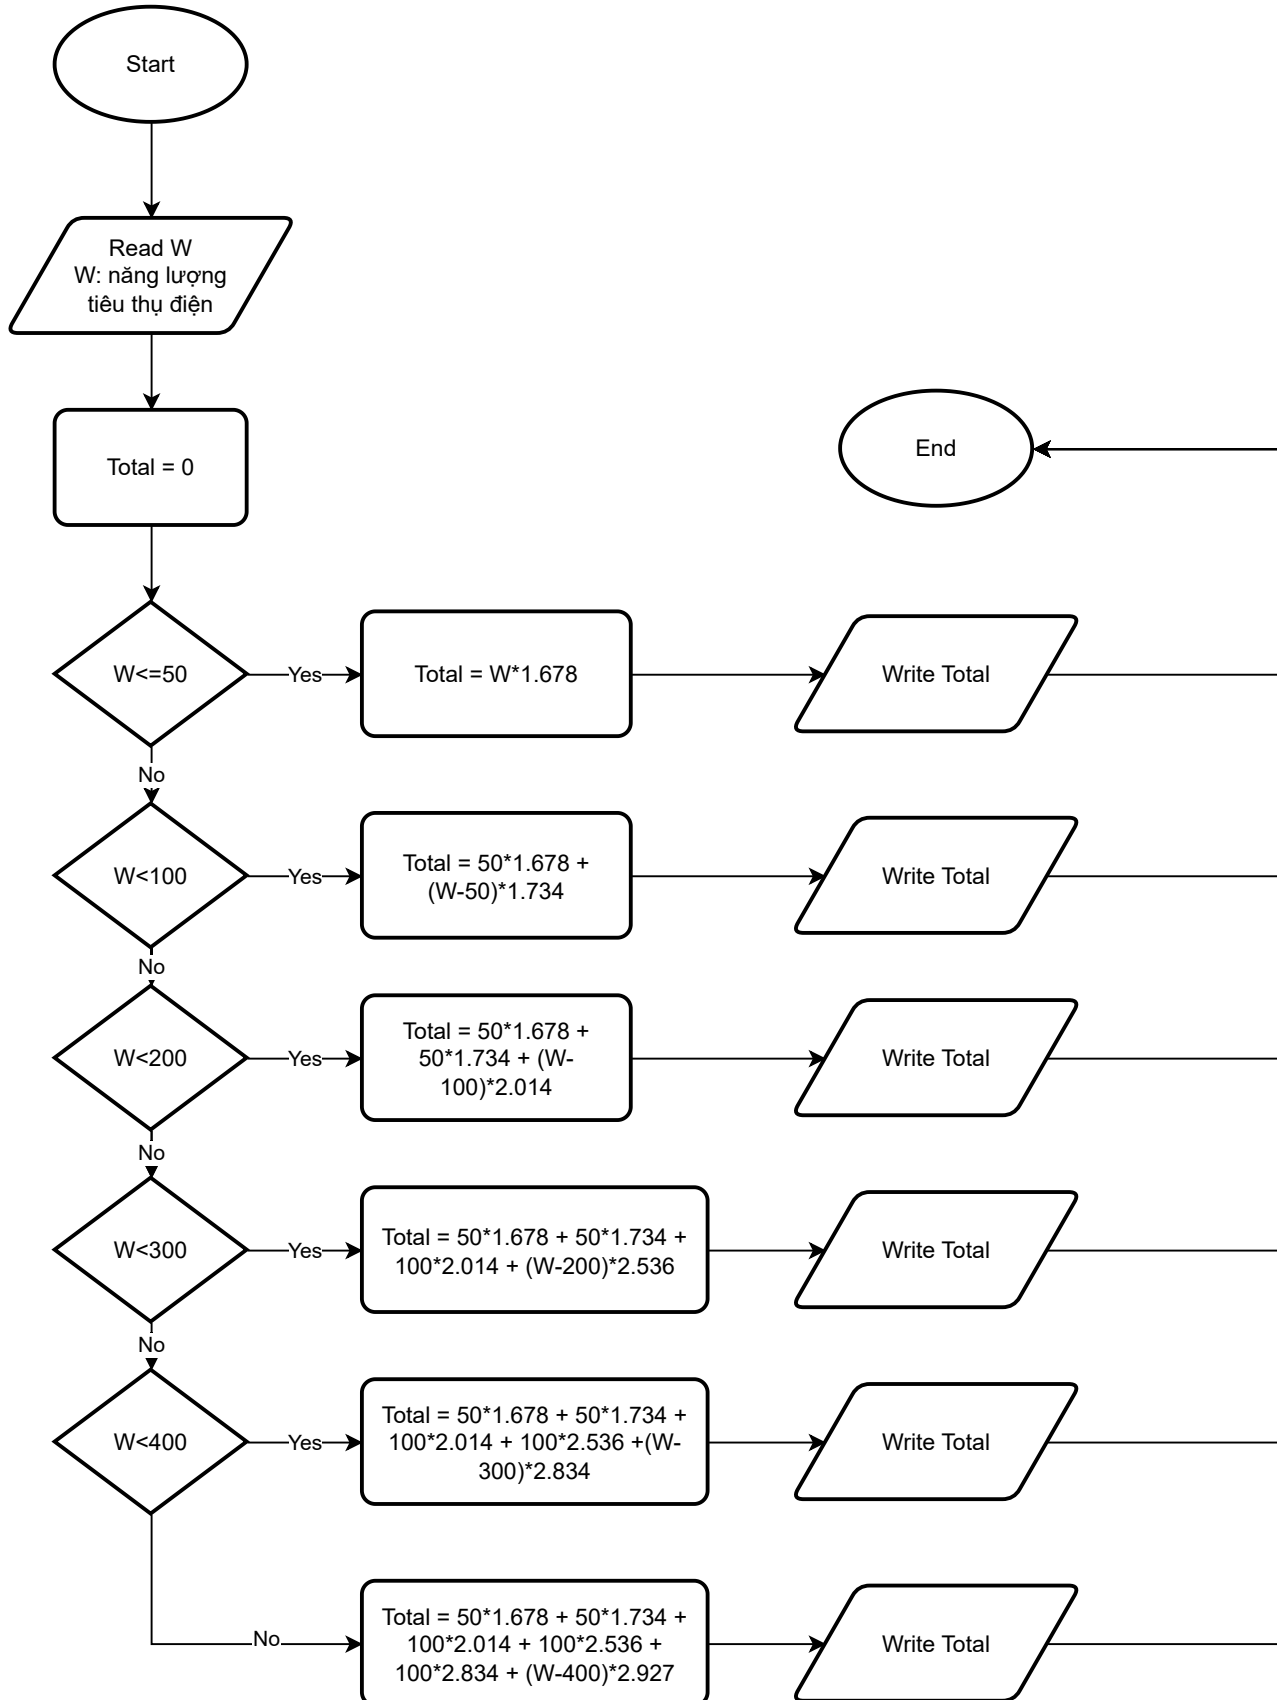 Start
Read W
W: năng lượng
tiêu thụ điện
Total = 0
End
W<=50
Yes
Total = W*1.678
Write Total
No
W<100
Yes
Total = 50*1.678 +
(W-50)*1.734
Write Total
No
W<200
Yes
Total = 50*1.678 +
50*1.734 + (W-
100)*2.014
Write Total
No
W<300
Yes
Total = 50*1.678 + 50*1.734 +
100*2.014 + (W-200)*2.536
Write Total
No
W<400
Yes
Total = 50*1.678 + 50*1.734 +
100*2.014 + 100*2.536 +(W-
300)*2.834
Write Total
No
Total = 50*1.678 + 50*1.734 +
100*2.014 + 100*2.536 +
100*2.834 + (W-400)*2.927
Write Total